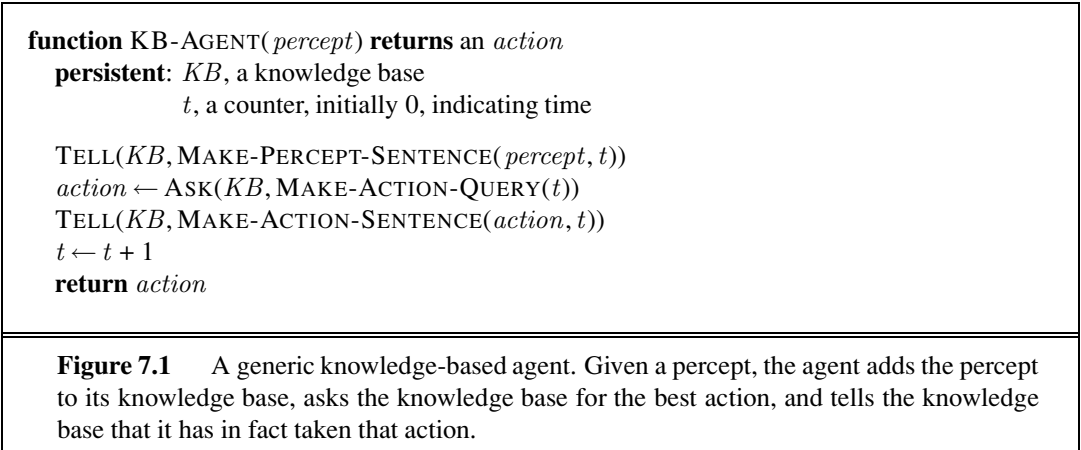 function KB-AGENT(percept) returns an action
persistent: KB, a knowledge base
t, a counter, initially 0, indicating time
TELL(KB, MAKE-PERCEPT-SENTENCE(percept, t))
action ← ASK(KB, MAKE-ACTION-QUERY(t))
TELL(KB, MAKE-ACTION-SENTENCE(action, t))
t ← t + 1
return action
Figure 7.1 A generic knowledge-based agent. Given a percept, the agent adds the percept
to its knowledge base, asks the knowledge base for the best action, and tells the knowledge
base that it has in fact taken that action.